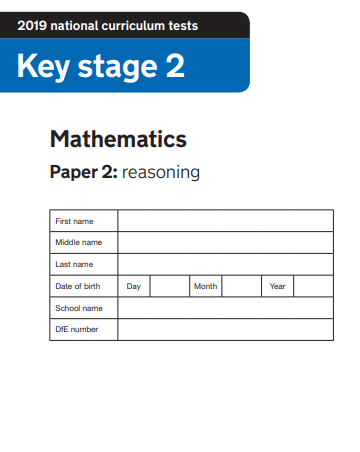 2019 national curriculum tests
Key stage 2
Mathematics
Paper 2: reasoning
First name
Middle name
Last name
Date of birth Day Month Year
School name
DfE number